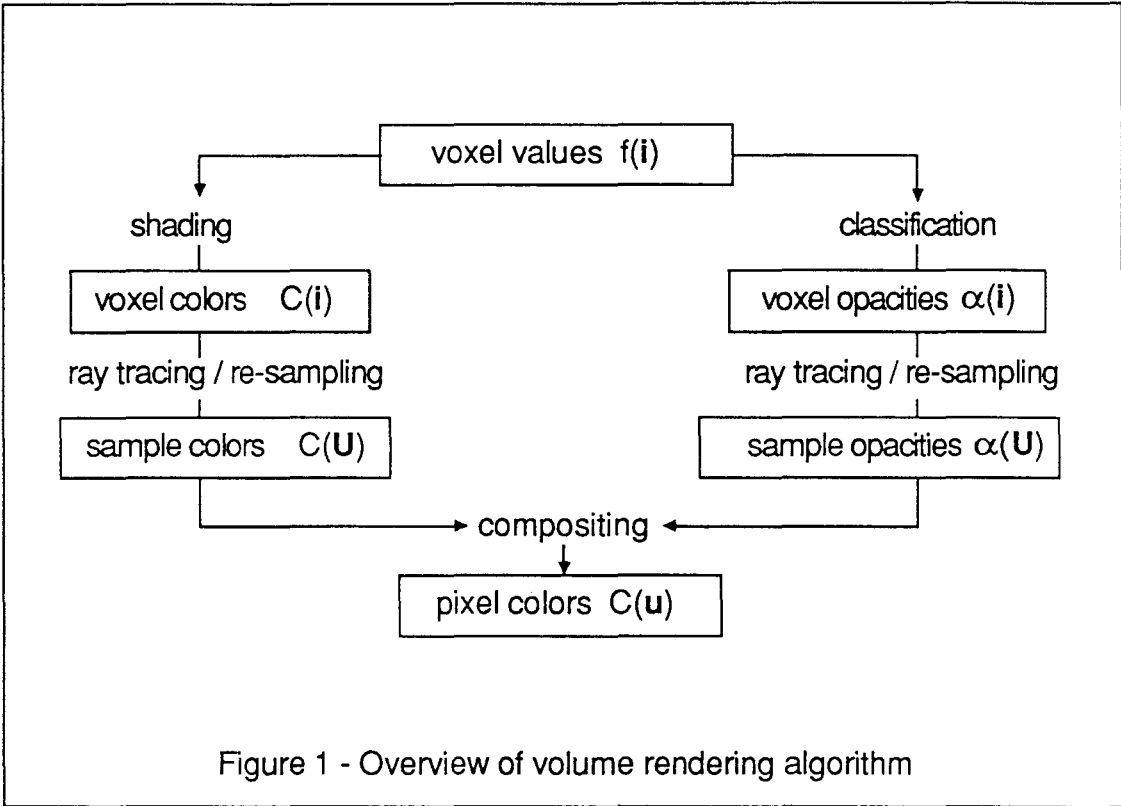 voxel values f(i)
shading
classification
voxel colors C(i)
voxel opacities α(i)
ray tracing / re-sampling
ray tracing / re-sampling
sample colors C(U)
sample opacities α(U)
compositing
pixel colors C(u)
Figure 1 - Overview of volume rendering algorithm